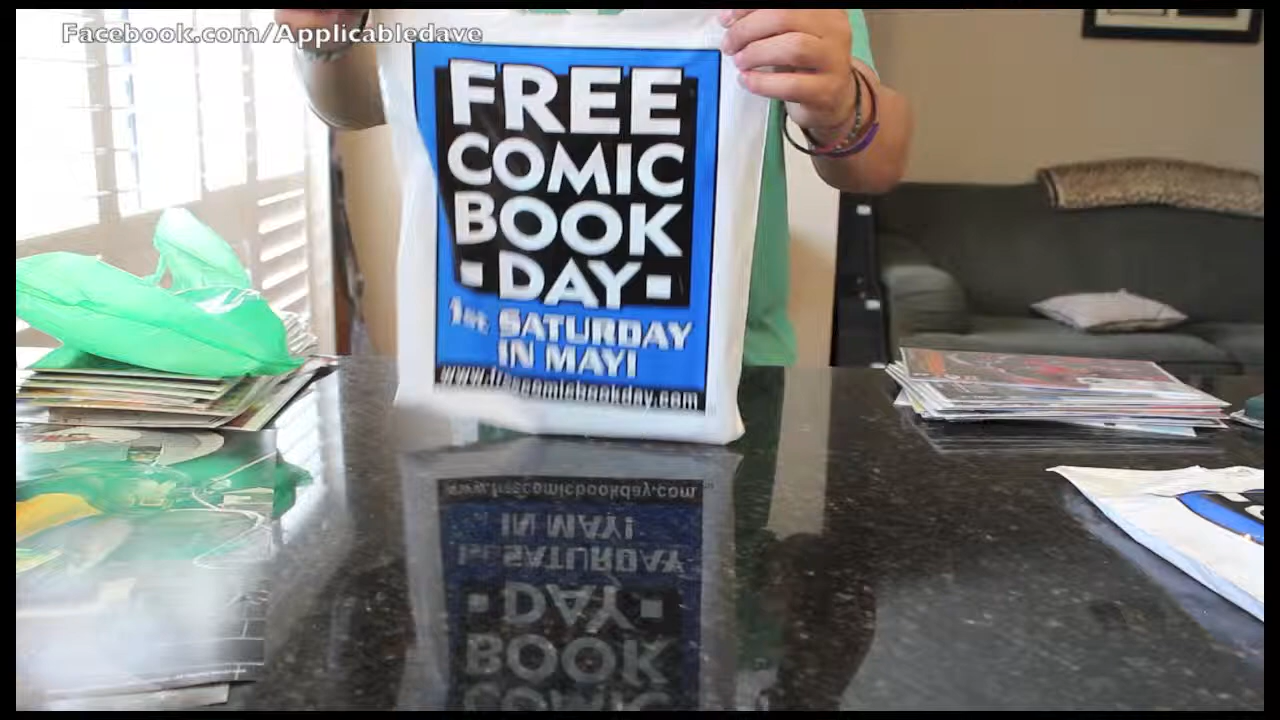 Facebook.com/Applicabledave
FREE
COMIC
BOOK
DAY
1st SATURDAY
IN MAY!
www.freecomicbookday.com